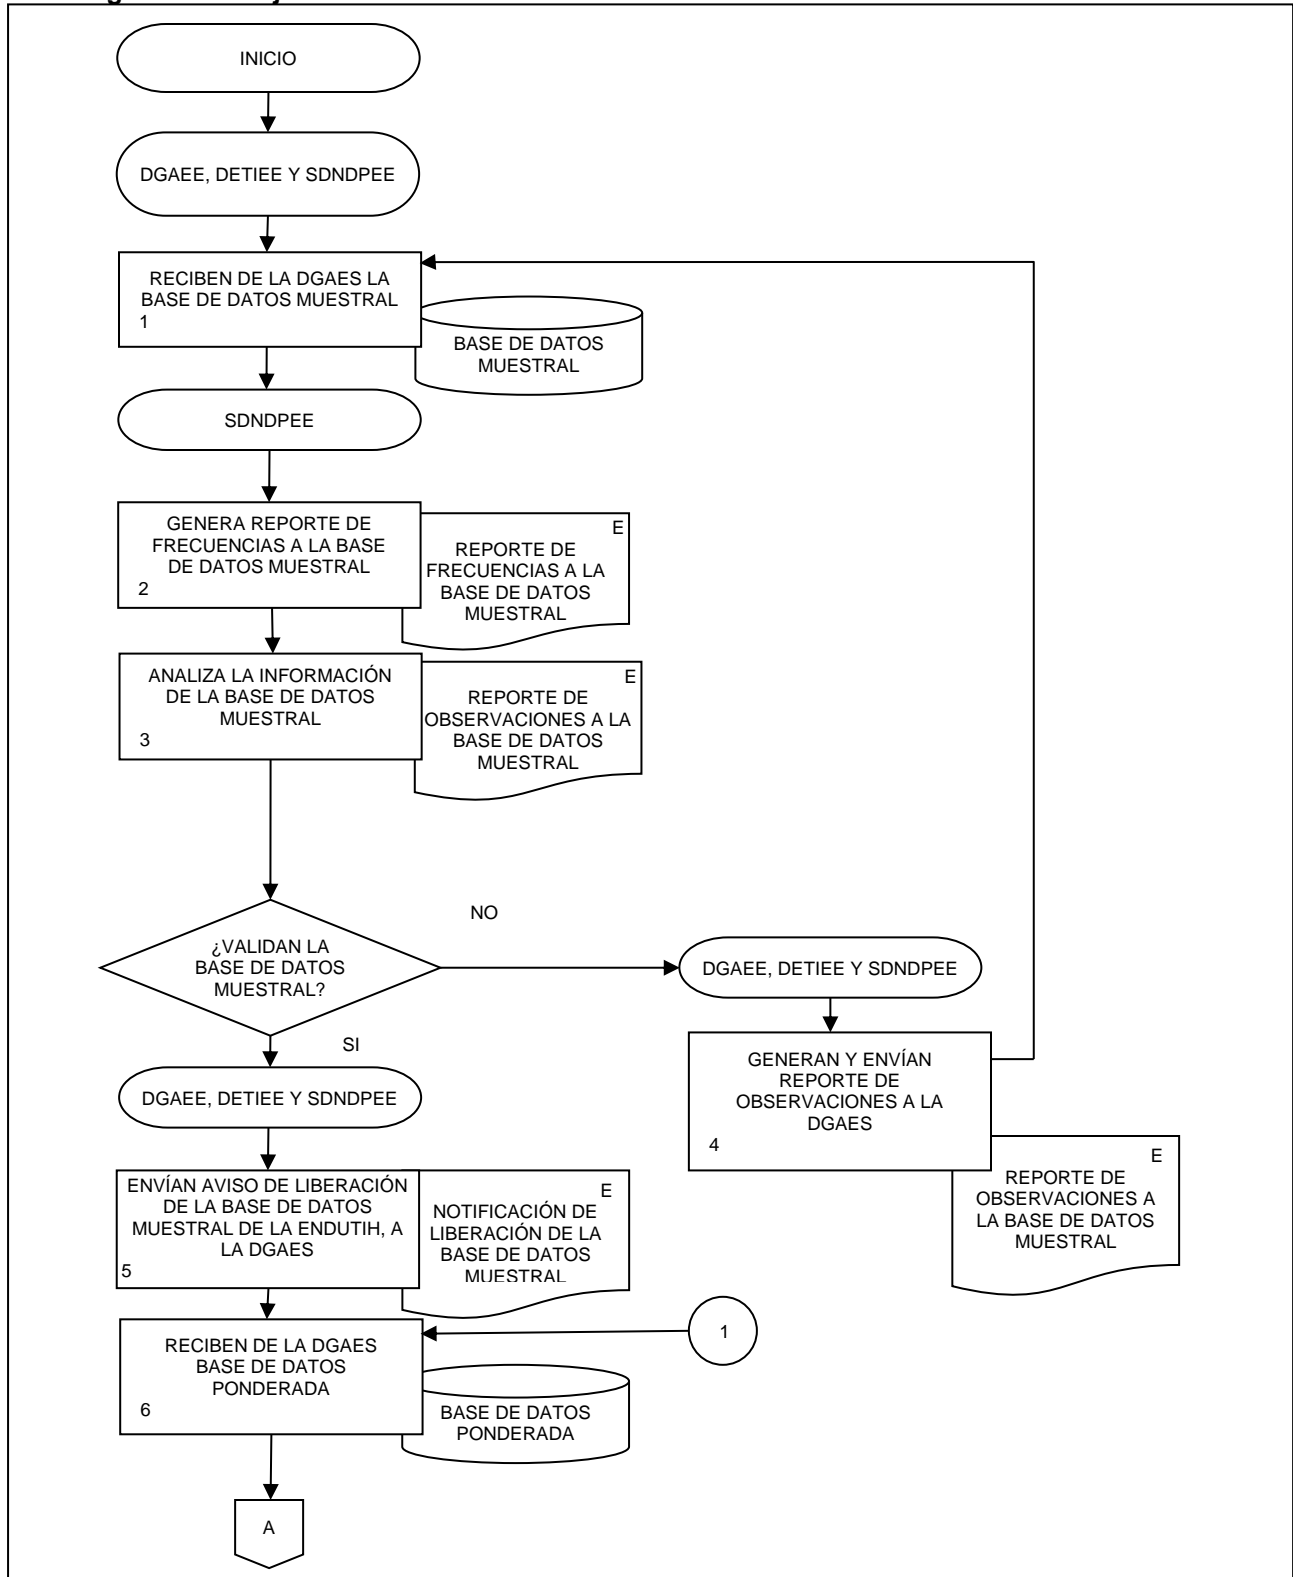 INICIO
DGAEE, DETIEE Y SDNDPEE
RECIBEN DE LA DGAES LA
BASE DE DATOS MUESTRAL
1
BASE DE DATOS
MUESTRAL
SDNDPEE
GENERA REPORTE DE
FRECUENCIAS A LA BASE
DE DATOS MUESTRAL
2
E
REPORTE DE
FRECUENCIAS A LA
BASE DE DATOS
MUESTRAL
ANALIZA LA INFORMACIÓN
DE LA BASE DE DATOS
MUESTRAL
3
E
REPORTE DE
OBSERVACIONES A LA
BASE DE DATOS
MUESTRAL
¿VALIDAN LA
BASE DE DATOS
MUESTRAL?
NO
DGAEE, DETIEE Y SDNDPEE
GENERAN Y ENVÍAN
REPORTE DE
OBSERVACIONES A LA
DGAES
4
E
REPORTE DE
OBSERVACIONES A
LA BASE DE DATOS
MUESTRAL
SI
DGAEE, DETIEE Y SDNDPEE
ENVÍAN AVISO DE LIBERACIÓN
DE LA BASE DE DATOS
MUESTRAL DE LA ENDUTIH, A
LA DGAES
5
E
NOTIFICACIÓN DE
LIBERACIÓN DE LA
BASE DE DATOS
MUESTRAL
1
RECIBEN DE LA DGAES
BASE DE DATOS
PONDERADA
6
BASE DE DATOS
PONDERADA
A